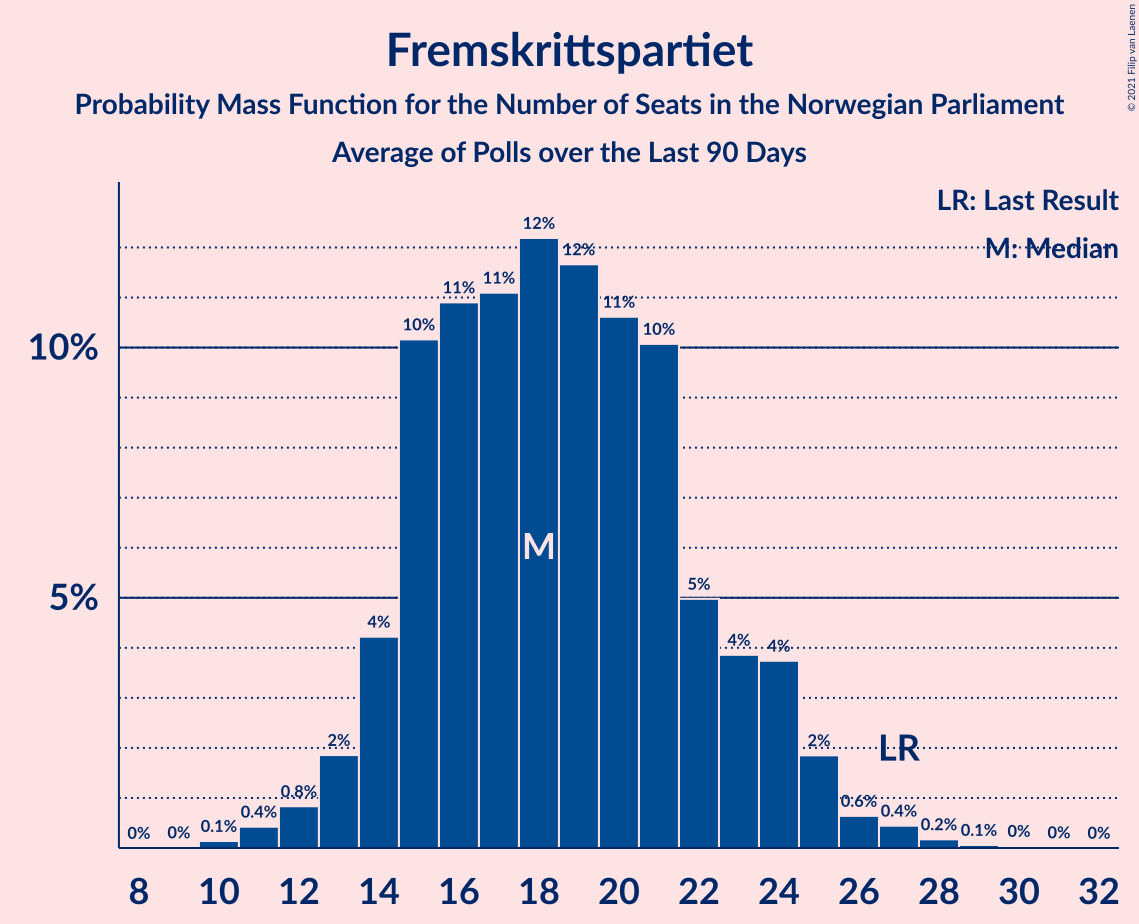 Fremskrittspartiet
Probability Mass Function for the Number of Seats in the Norwegian Parliament
Average of Polls over the Last 90 Days
© 2021 Filip van Laenen
LR: Last Result
M: Median
10%
5%
0% 0% 0.1% 0.4% 0.8% 2% 4% 10% 11% 11% 12% 12% 11% 10% 5% 4% 4% 2% 0.6% 0.4% 0.2% 0.1% 0% 0% 0%
M
LR
8 10 12 14 16 18 20 22 24 26 28 30 32